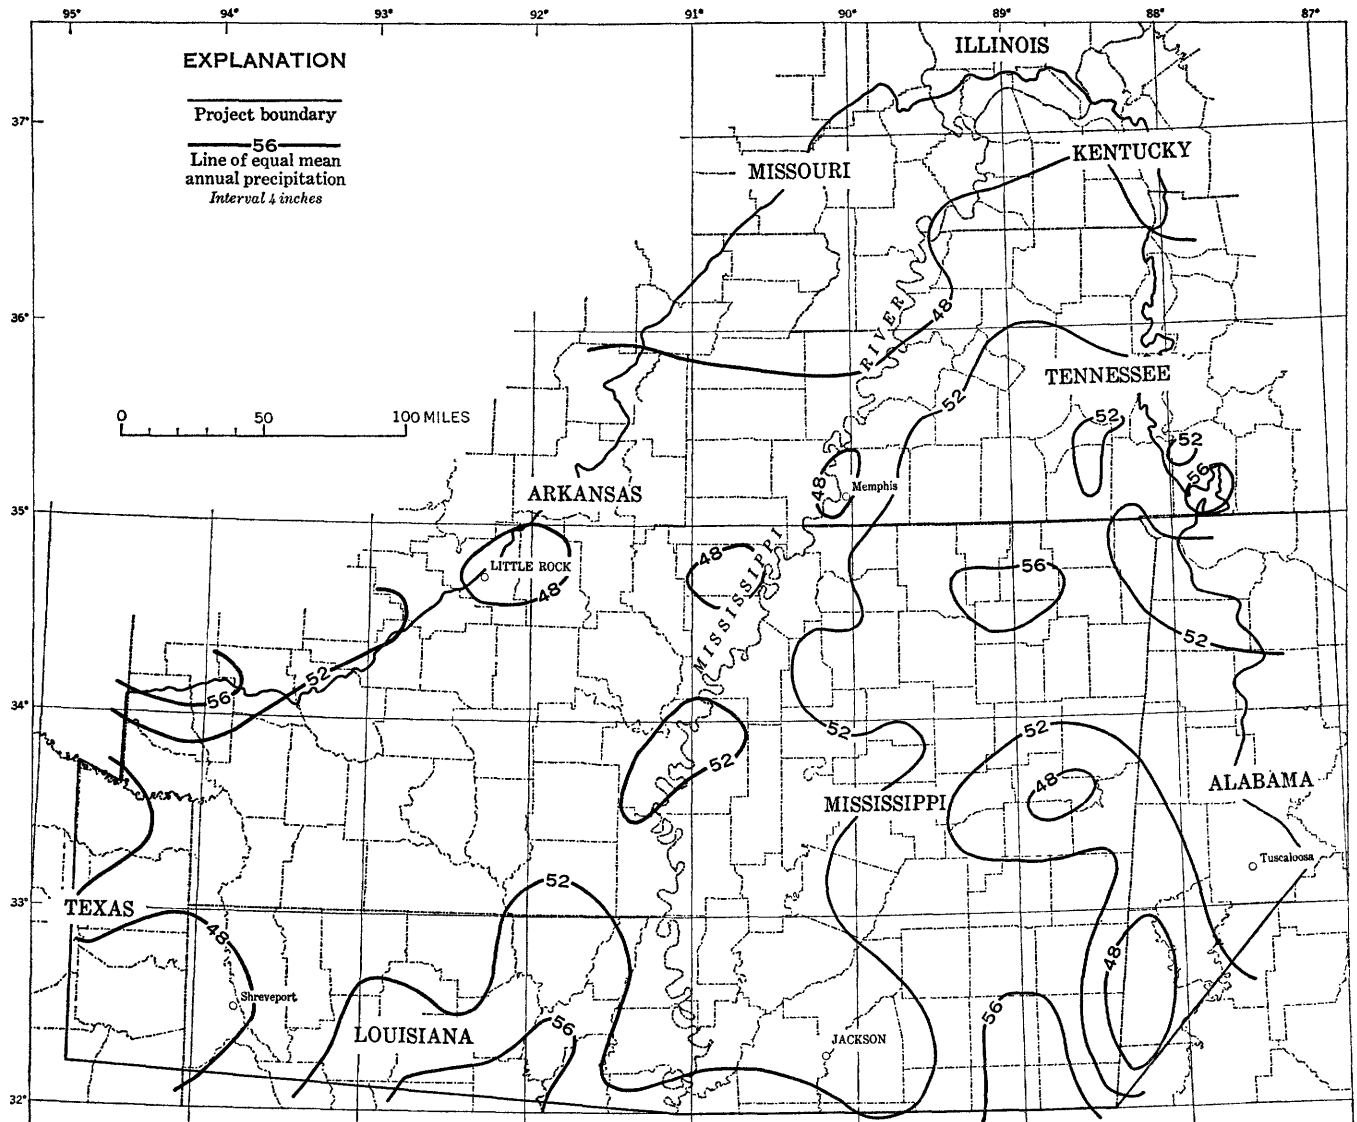 95° 94° 93° 92° 91° 90° 89° 88° 87°
ILLINOIS
EXPLANATION
Project boundary
56
Line of equal mean
annual precipitation
Interval 4 inches
37°
KENTUCKY
MISSOURI
RIVER
48
36°
TENNESSEE
52
52
0 50 100 MILES
52
56
48
Memphis
ARKANSAS
35°
MISSISSIPPI
48
LITTLE ROCK
48
56
52
52
56
34°
52
52
52
48
ALABAMA
MISSISSIPPI
Tuscaloosa
52
33°
TEXAS
48
48
Shreveport
56
56
LOUISIANA
JACKSON
32°